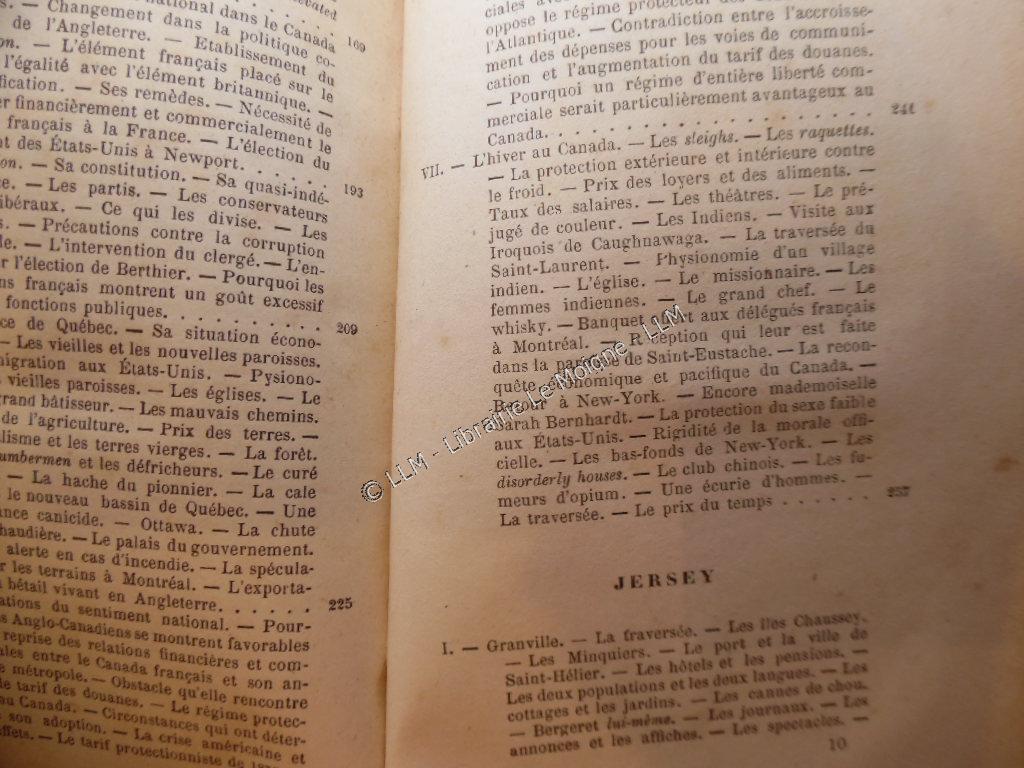 national dans le Canada
s. — Changement dans la politique co-
de l'Angleterre. — Etablissement du
on. — L'élément français placé sur le
l'égalité avec l'élément britannique. —
fication. — Ses remèdes. — Nécessité de
er financièrement et commercialement le
français à la France. — L'élection du
nt des États-Unis à Newport. . . . . . . 193
on. — Sa constitution. — Sa quasi-indé-
ce. — Les partis. — Les conservateurs
libéraux. — Ce qui les divise. — Les
s. — Précautions contre la corruption
le. — L'intervention du clergé. — L'en-
r l'élection de Berthier. — Pourquoi les
ns français montrent un goût excessif
fonctions publiques. . . . . . . . . . . 209
ce de Québec. — Sa situation écono-
— Les vieilles et les nouvelles paroisses.
migration aux États-Unis. — Pysiono-
s vieilles paroisses. — Les églises. — Le
grand bâtisseur. — Les mauvais chemins.
de l'agriculture. — Prix des terres. —
lisme et les terres vierges. — La forêt.
umbermen et les défricheurs. — Le curé
— La hache du pionnier. — La cale
le nouveau bassin de Québec. — Une
ance canicide. — Ottawa. — La chute
haudière. — Le palais du gouvernement.
alerte en cas d'incendie. — La spécula-
r les terrains à Montréal. — L'exporta-
bétail vivant en Angleterre. . . . . . 225
ations du sentiment national. — Pour-
s Anglo-Canadiens se montrent favorables
reprise des relations financières et com-
ales entre le Canada français et son an-
e métropole. — Obstacle qu'elle rencontre
le tarif des douanes. — Le régime protec-
au Canada. — Circonstances qui ont déter-
son adoption. — La crise américaine et
effets. — Le tarif protectionniste de
oppose le régime protecteur
l'Atlantique. — Contradiction entre l'accroisse-
ment des dépenses pour les voies de communi-
cation et l'augmentation du tarif des douanes.
— Pourquoi un régime d'entière liberté com-
merciale serait particulièrement avantageux au
Canada. . . . . . . . . . . . . . . . 241
VII. — L'hiver au Canada. — Les sleighs. — Les raquettes.
— La protection extérieure et intérieure contre
le froid. — Prix des loyers et des aliments. —
Taux des salaires. — Les théâtres. — Le pré-
jugé de couleur. — Les Indiens. — Visite aux
Iroquois de Caughnawaga. — La traversée du
Saint-Laurent. — Physionomie d'un village
indien. — L'église. — Le missionnaire. — Les
femmes indiennes. — Le grand chef. — Le
whisky. — Banquet offert aux délégués français
à Montréal. — Réception qui leur est faite
dans la paroisse de Saint-Eustache. — La recon-
quête économique et pacifique du Canada. —
Retour à New-York. — Encore mademoiselle
Sarah Bernhardt. — La protection du sexe faible
aux États-Unis. — Rigidité de la morale offi-
cielle. — Les bas-fonds de New-York. — Les
disorderly houses. — Le club chinois. — Les fu-
meurs d'opium. — Une écurie d'hommes. —
La traversée. — Le prix du temps . . . . . . 257
JERSEY
I. — Granville. — La traversée. — Les îles Chaussey.
— Les Minquiers. — Le port et la ville de
Saint-Hélier. — Les hôtels et les pensions. —
Les deux populations et les deux langues. — Les
cottages et les jardins. — Les cannes de chou.
— Bergeret lui-même. — Les journaux. — Les
annonces et les affiches. — Les spectacles. —
10
© LLM - Librairie Le Moigne - LLM